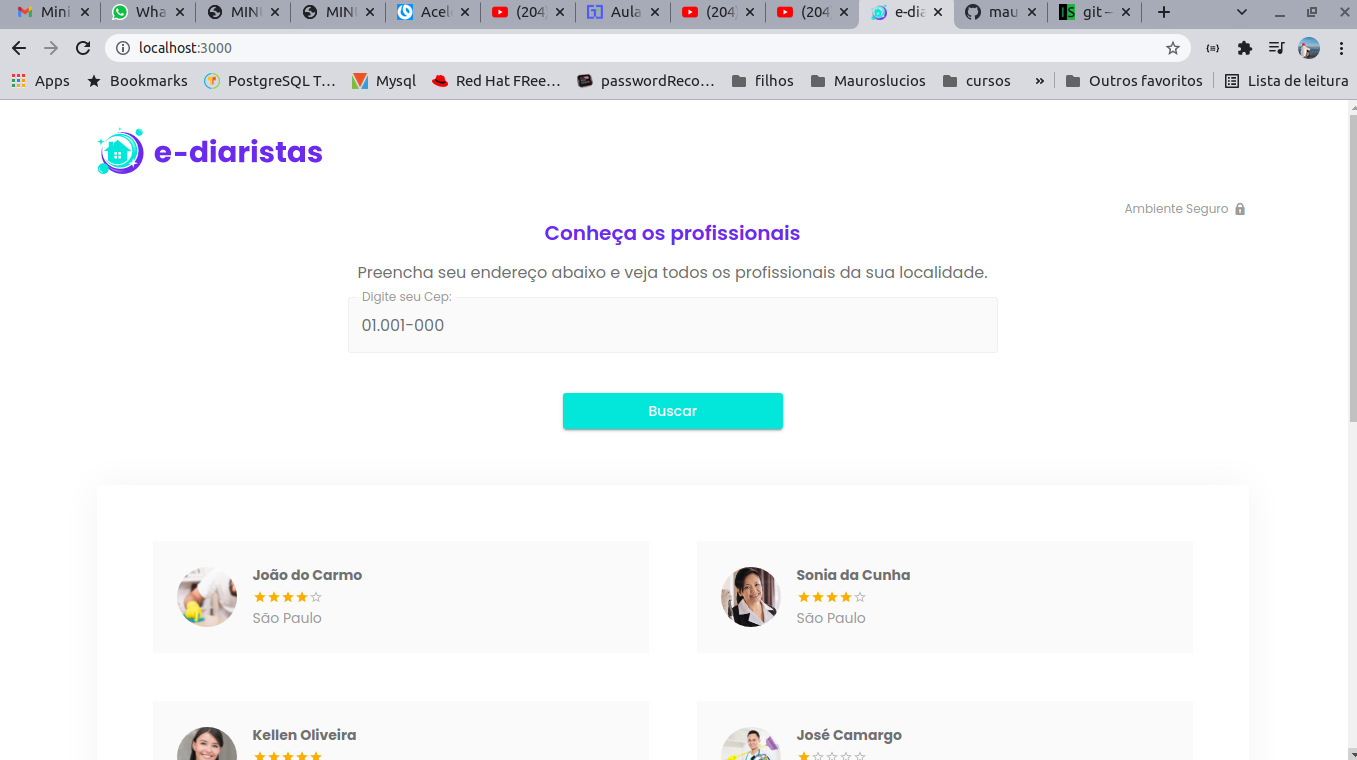 Mini
Wha
MINU
MINU
Acele
(204)
Aula
(204)
(204)
e-dia
mau
git –
localhost:3000
Apps
Bookmarks
PostgreSQL T...
Mysql
Red Hat FRee...
passwordReco...
filhos
Mauroslucios
cursos
»
Outros favoritos
Lista de leitura
e-diaristas
Ambiente Seguro
Conheça os profissionais
Preencha seu endereço abaixo e veja todos os profissionais da sua localidade.
Digite seu Cep:
01.001-000
Buscar
João do Carmo
São Paulo
Sonia da Cunha
São Paulo
Kellen Oliveira
José Camargo